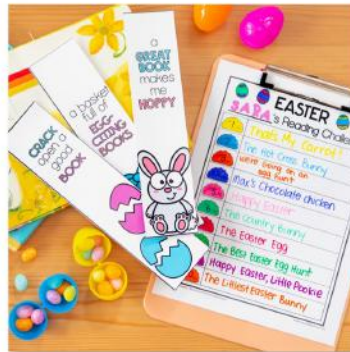 a
GREAT
BOOK
makes
me
HOPPY
a basket
full of
EGG-
CITING
BOOKS
CRACK
open a
good
BOOK
EASTER
SARA's Reading Challe
That's My Carrot!
The Hot Cross Bunny
We're Going on an
egg Hunt
Max's Chocolate Chicken
Happy Easter
The Country Bunny
The Easter Egg
The Best Easter Egg Hunt
Happy Easter, Little Pookie
The Littlest Easter Bunny